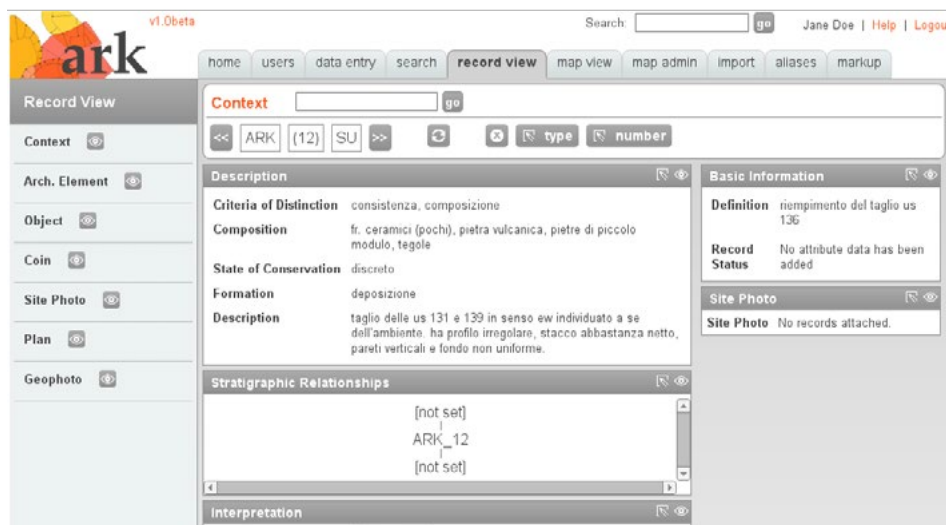 v1.0beta
Search:
go
Jane Doe | Help | Logou
ark
home users data entry search record view map view map admin import aliases markup
Record View
Context
Arch. Element
Object
Coin
Site Photo
Plan
Geophoto
Context
go
<< ARK (12) SU >>
type number
Description
Criteria of Distinction consistenza, composizione
Composition fr. ceramici (pochi), pietra vulcanica, pietre di piccolo
modulo, tegole
State of Conservation discreto
Formation deposizione
Description taglio delle us 131 e 139 in senso ew individuato a se
dell'ambiente. ha profilo irregolare, stacco abbastanza netto,
pareti verticali e fondo non uniforme.
Stratigraphic Relationships
[not set]
ARK_12
[not set]
Interpretation
Basic Information
Definition riempimento del taglio us
136
Record No attribute data has been
Status added
Site Photo
Site Photo No records attached.